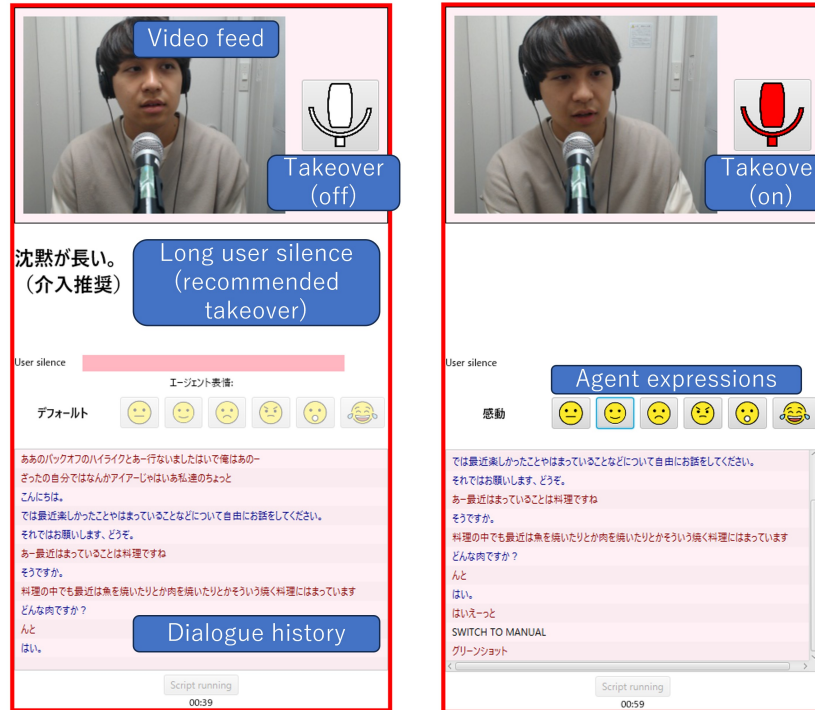 Video feed
Takeover
(off)
沈黙が長い。
（介入推奨）
Long user silence
(recommended
takeover)
User silence
エージェント表情:
デフォールト
ああのバックオフのハイライクとあー行ないましたはいで俺はあのー
ざったの自分ではなんかアイアーじゃはいあ私達のちょっと
こんにちは。
では最近楽しかったことやはまっていることなどについて自由にお話をしてください。
それではお願いします、どうぞ。
あー最近はまっていることは料理ですね
そうですか。
料理の中でも最近は魚を焼いたりとか肉を焼いたりとかそういう焼く料理にはまっています
どんな肉ですか？
んと
はい。
Dialogue history
Script running
00:39
Takeove
(on)
User silence
Agent expressions
感動
では最近楽しかったことやはまっていることなどについて自由にお話をしてください。
それではお願いします、どうぞ。
あー最近はまっていることは料理ですね
そうですか。
料理の中でも最近は魚を焼いたりとか肉を焼いたりとかそういう焼く料理にはまっています
どんな肉ですか？
んと
はい。
はいえーっと
SWITCH TO MANUAL
グリーンショット
Script running
00:59